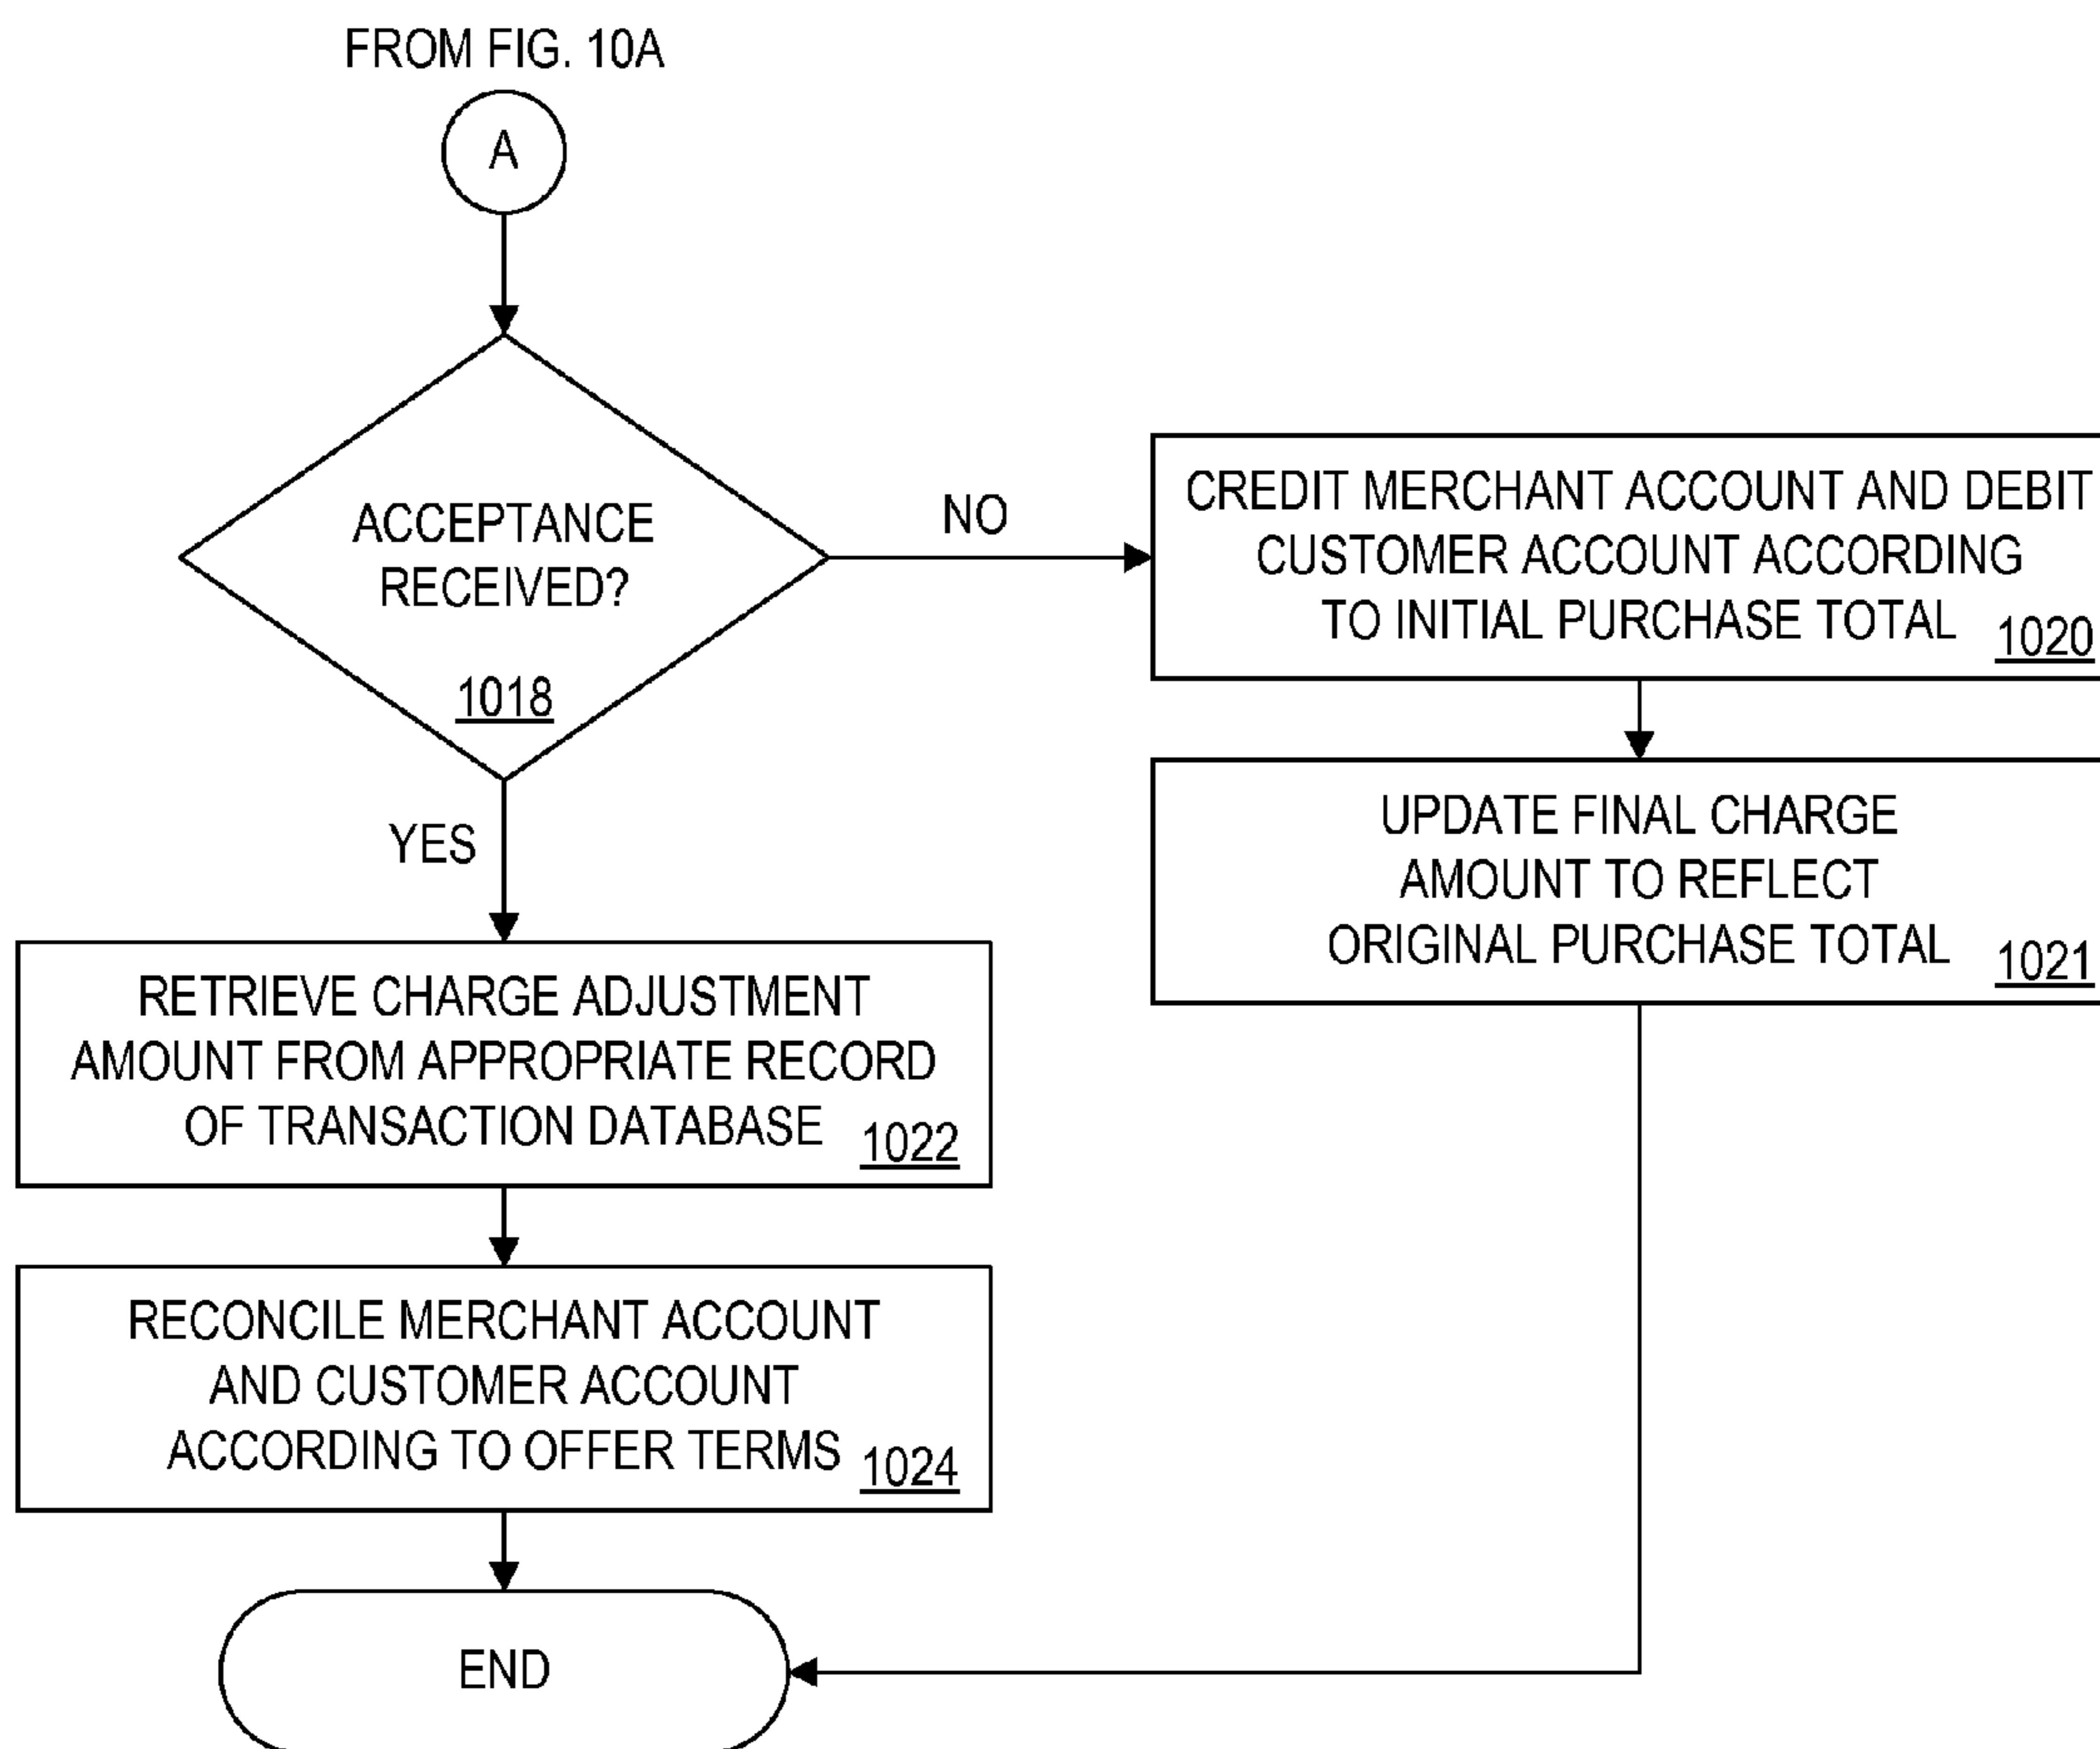 FROM FIG. 10A
A
ACCEPTANCE
RECEIVED?
1018
NO
YES
CREDIT MERCHANT ACCOUNT AND DEBIT
CUSTOMER ACCOUNT ACCORDING
TO INITIAL PURCHASE TOTAL 1020
UPDATE FINAL CHARGE
AMOUNT TO REFLECT
ORIGINAL PURCHASE TOTAL 1021
RETRIEVE CHARGE ADJUSTMENT
AMOUNT FROM APPROPRIATE RECORD
OF TRANSACTION DATABASE 1022
RECONCILE MERCHANT ACCOUNT
AND CUSTOMER ACCOUNT
ACCORDING TO OFFER TERMS 1024
END